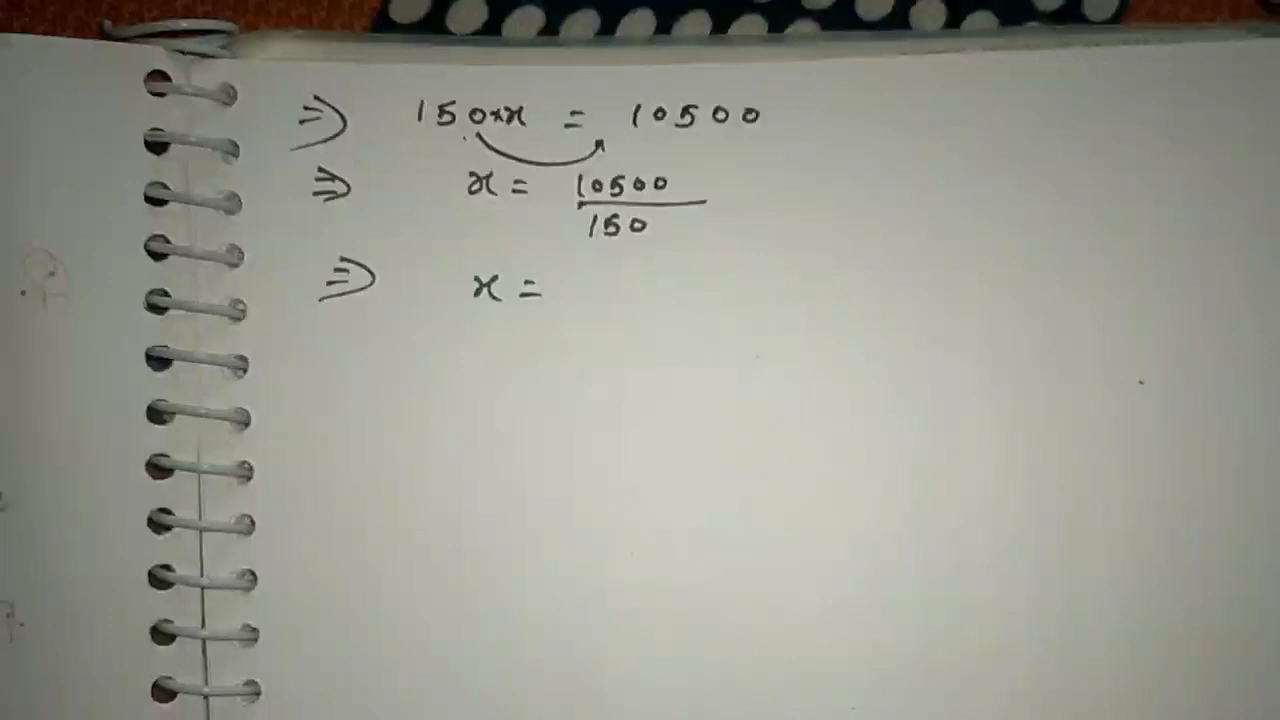 ⇒ 150×x = 10500
⇒ x = 10500
150
⇒ x =